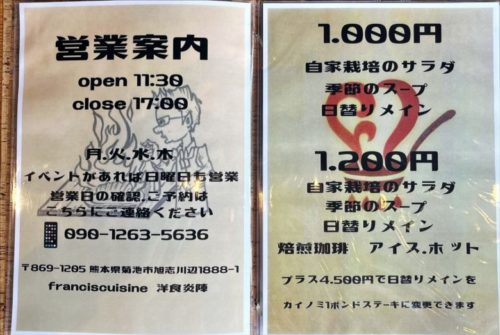 営業案内
open 11:30
close 17:00
月.火.水.木
イベントがあれば日曜日も営業
営業日の確認、ご予約は
こちらにご連絡ください
090-1263-5636
〒869-1205 熊本県菊池市旭志川辺1888-1
franciscuisine 洋食炎陣
1.000円
自家栽培のサラダ
季節のスープ
日替りメイン
1.200円
自家栽培のサラダ
季節のスープ
日替りメイン
焙煎珈琲 アイス.ホット
プラス4.500円で日替りメインを
カイノミ1ポンドステーキに変更できます